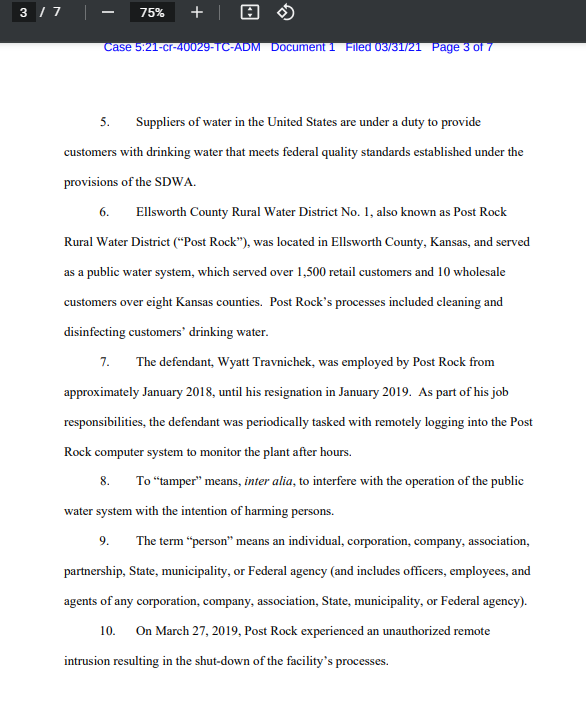 3 / 7 75%
Case 5:21-cr-40029-TC-ADM Document 1 Filed 03/31/21 Page 3 of 7
5. Suppliers of water in the United States are under a duty to provide
customers with drinking water that meets federal quality standards established under the
provisions of the SDWA.
6. Ellsworth County Rural Water District No. 1, also known as Post Rock
Rural Water District (“Post Rock”), was located in Ellsworth County, Kansas, and served
as a public water system, which served over 1,500 retail customers and 10 wholesale
customers over eight Kansas counties. Post Rock’s processes included cleaning and
disinfecting customers’ drinking water.
7. The defendant, Wyatt Travnichek, was employed by Post Rock from
approximately January 2018, until his resignation in January 2019. As part of his job
responsibilities, the defendant was periodically tasked with remotely logging into the Post
Rock computer system to monitor the plant after hours.
8. To “tamper” means, inter alia, to interfere with the operation of the public
water system with the intention of harming persons.
9. The term “person” means an individual, corporation, company, association,
partnership, State, municipality, or Federal agency (and includes officers, employees, and
agents of any corporation, company, association, State, municipality, or Federal agency).
10. On March 27, 2019, Post Rock experienced an unauthorized remote
intrusion resulting in the shut-down of the facility’s processes.